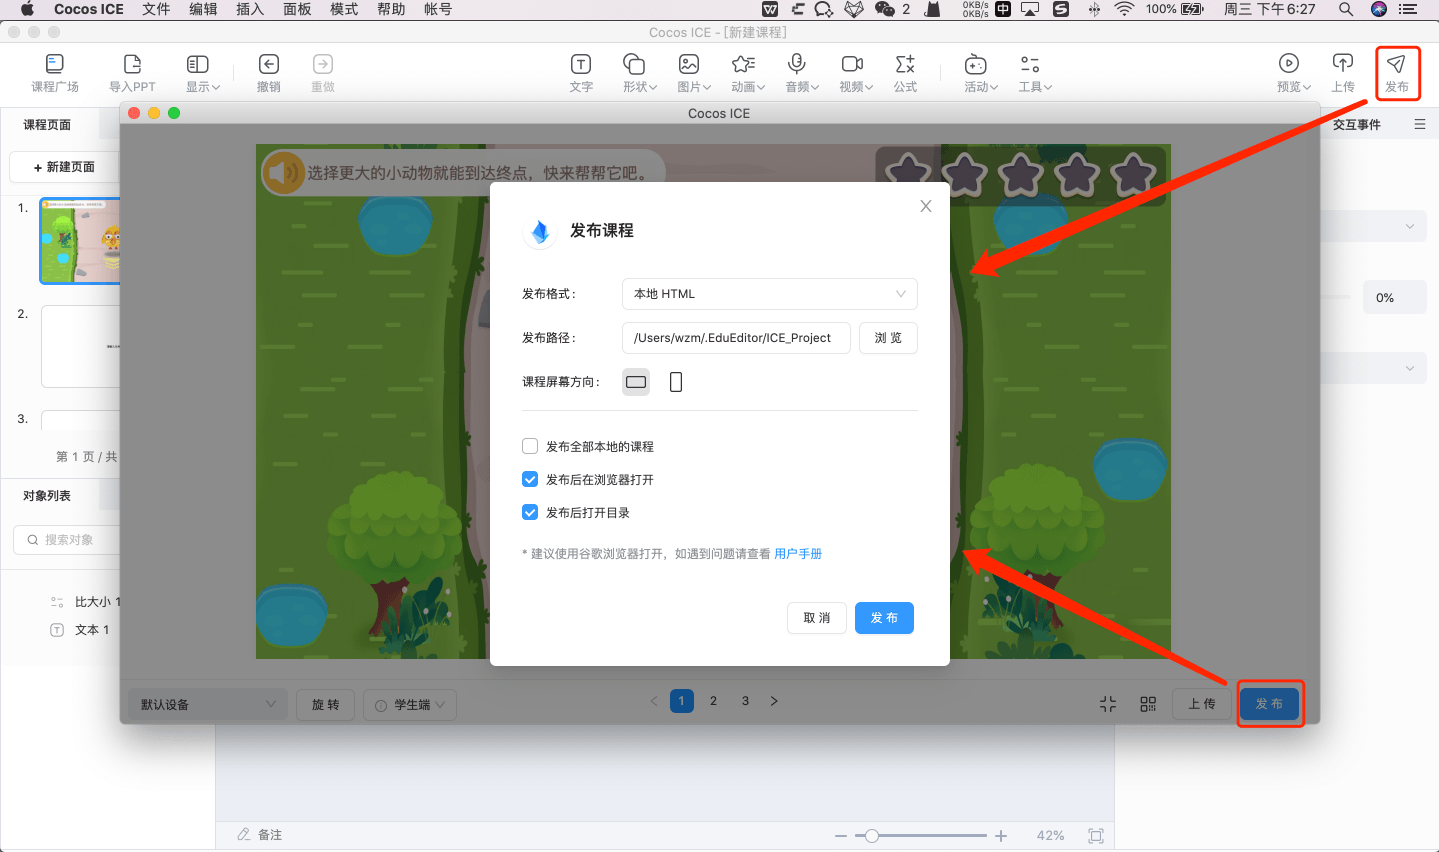 Cocos ICE 文件 编辑 插入 面板 模式 帮助 帐号
2 0KB/s 0KB/s 中 S 100% 周三 下午6:27
Cocos ICE - [新建课程]
课程广场 导入PPT 显示 撤销 重做 文字 形状 图片 动画 音频 视频 公式 活动 工具 预览 上传 发布
Cocos ICE
课程页面
交互事件
+ 新建页面
选择更大的小动物就能到达终点，快来帮帮它吧。
1.
发布课程
发布格式：
本地 HTML
0%
2.
发布路径：
/Users/wzm/.EduEditor/ICE_Project
浏 览
课程屏幕方向：
3.
发布全部本地的课程
第 1 页 / 共
发布后在浏览器打开
对象列表
发布后打开目录
搜索对象
* 建议使用谷歌浏览器打开，如遇到问题请查看 用户手册
比大小 1
取 消
发 布
文本 1
默认设备
旋 转
学生端
1 2 3
上 传
发 布
备注
42%